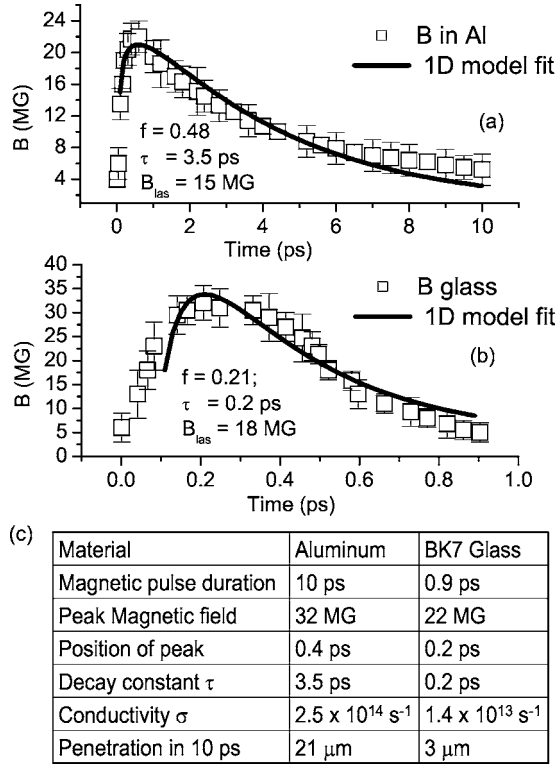 (a)
B (MG)
28
24
20
16
12
8
4
B in Al
1D model fit
f = 0.48
τ = 3.5 ps
B_las = 15 MG
0 2 4 6 8 10
Time (ps)
(b)
B (MG)
35
30
25
20
15
10
5
0
B glass
1D model fit
f = 0.21;
τ = 0.2 ps
B_las = 18 MG
0.0 0.2 0.4 0.6 0.8 1.0
Time (ps)
(c)
Material Aluminum BK7 Glass
Magnetic pulse duration 10 ps 0.9 ps
Peak Magnetic field 32 MG 22 MG
Position of peak 0.4 ps 0.2 ps
Decay constant τ 3.5 ps 0.2 ps
Conductivity σ 2.5 x 10¹⁴ s⁻¹ 1.4 x 10¹³ s⁻¹
Penetration in 10 ps 21 μm 3 μm